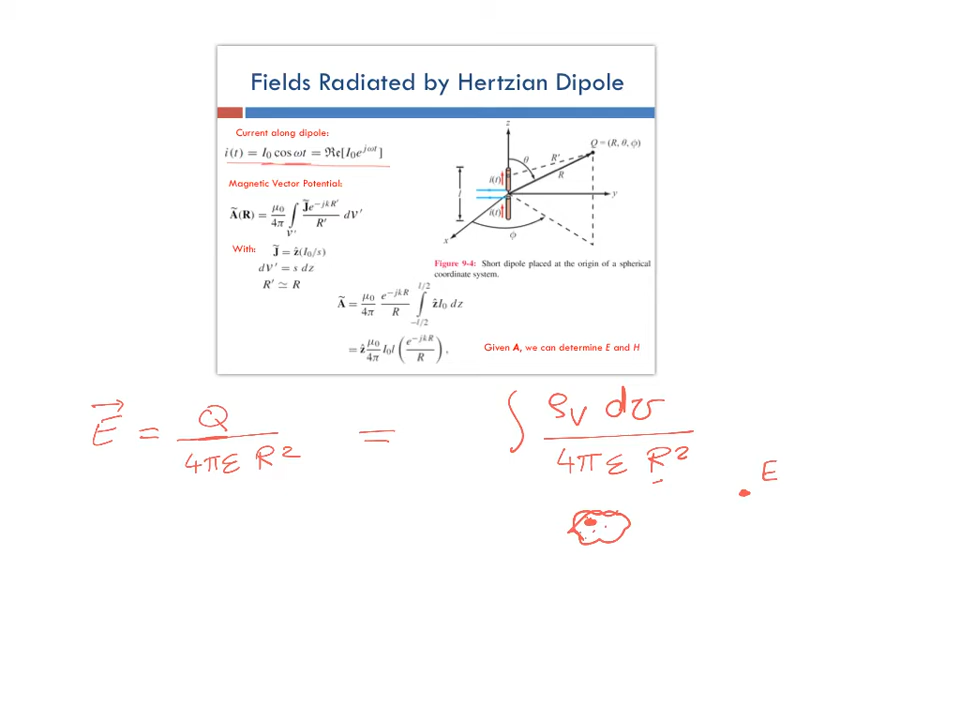 Fields Radiated by Hertzian Dipole
Current along dipole:
i(t) = I₀ cos ωt = ℜe[I₀e^{jωt}]
Magnetic Vector Potential:
Ã(R) = μ₀/4π ∫_{V′} J̃e^{−jkR′}/R′ dV′
With: J̃ = ẑ(I₀/s)
dV′ = s dz
R′ ≃ R
Ã = μ₀/4π e^{−jkR}/R ∫_{−l/2}^{l/2} ẑI₀ dz
= ẑ μ₀/4π I₀l (e^{−jkR}/R),
z
Q = (R, θ, ϕ)
θ
R′
R
i(t)
l
i(t)
y
x
ϕ
Figure 9-4: Short dipole placed at the origin of a spherical
coordinate system.
Given A, we can determine E and H
E⃗ = Q/4πε R² = ∫ ρᵥ dv/4πε R²
E